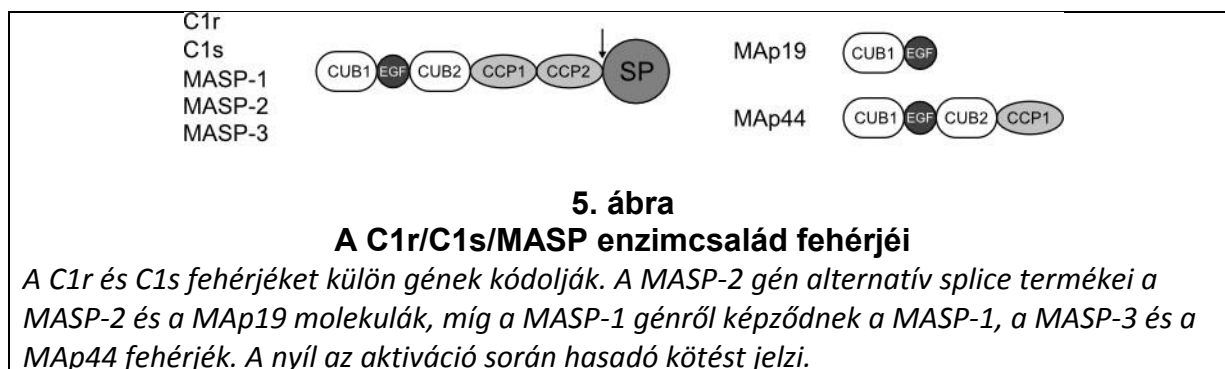 C1r
C1s
MASP-1
MASP-2
MASP-3
CUB1 EGF CUB2 CCP1 CCP2 SP
MAp19
CUB1 EGF
MAp44
CUB1 EGF CUB2 CCP1
5. ábra
A C1r/C1s/MASP enzimcsalád fehérjéi
A C1r és C1s fehérjéket külön gének kódolják. A MASP-2 gén alternatív splice termékei a
MASP-2 és a MAp19 molekulák, míg a MASP-1 génről képződnek a MASP-1, a MASP-3 és a
MAp44 fehérjék. A nyíl az aktiváció során hasadó kötést jelzi.